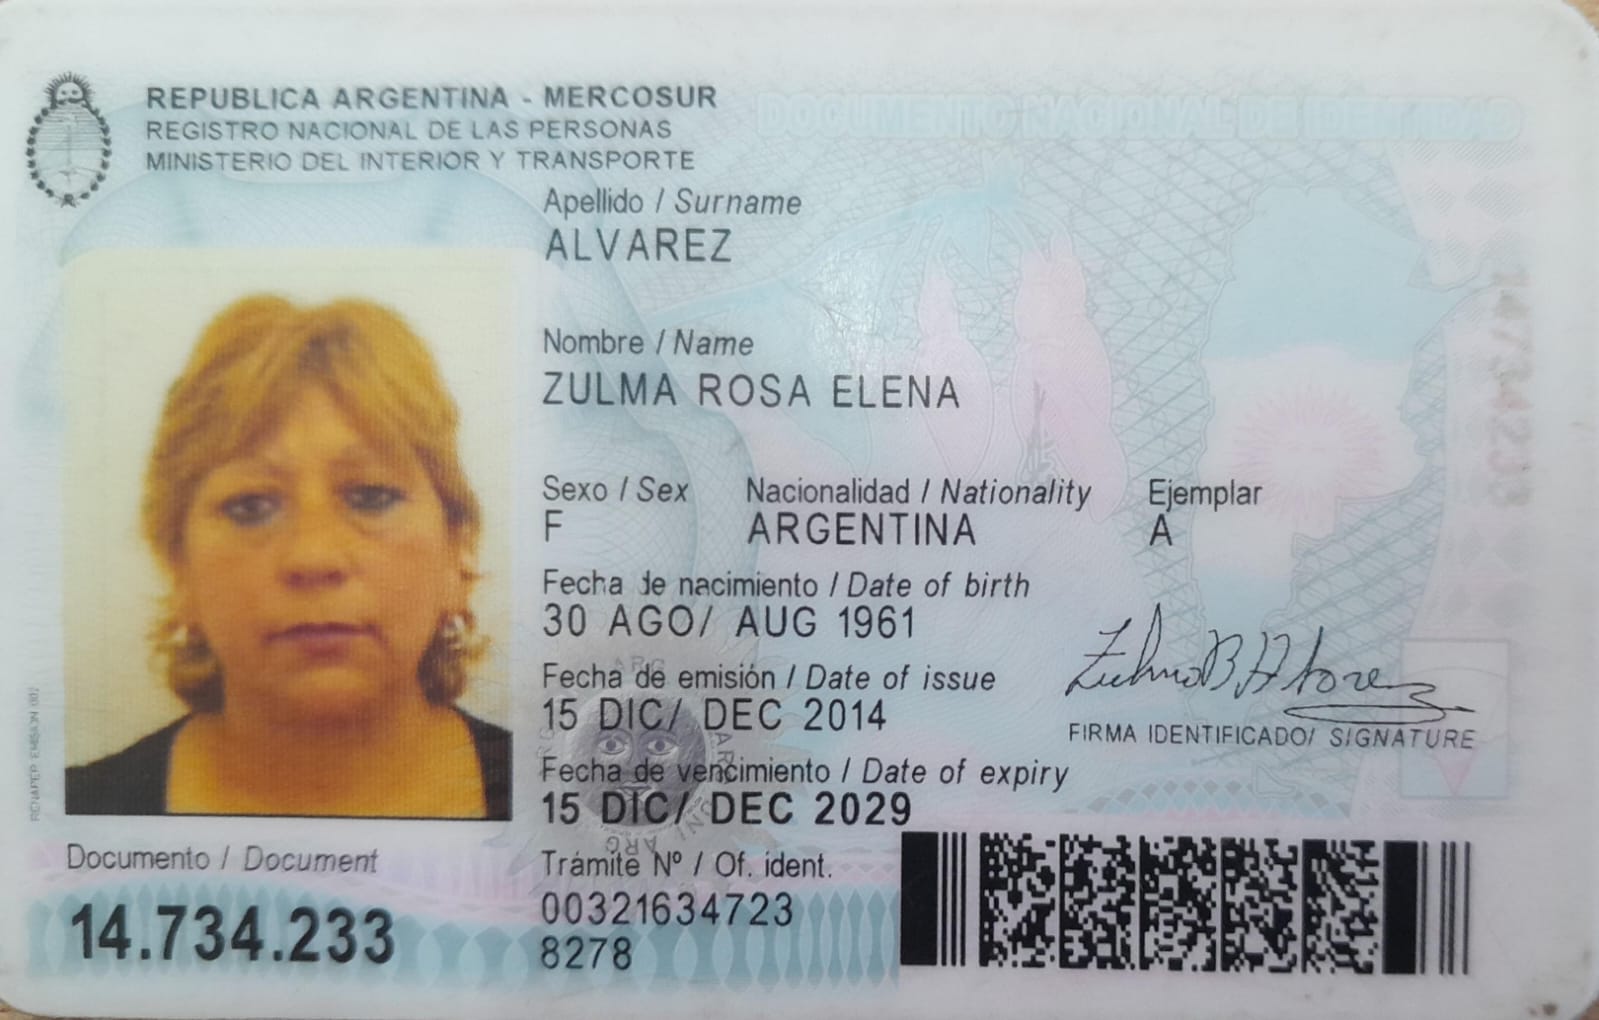 REPUBLICA ARGENTINA - MERCOSUR
REGISTRO NACIONAL DE LAS PERSONAS
MINISTERIO DEL INTERIOR Y TRANSPORTE
DOCUMENTO NACIONAL DE IDENTIDAD
Apellido / Surname
ALVAREZ
Nombre / Name
ZULMA ROSA ELENA
Sexo / Sex Nacionalidad / Nationality Ejemplar
F ARGENTINA A
Fecha de nacimiento / Date of birth
30 AGO/ AUG 1961
Fecha de emisión / Date of issue
15 DIC/ DEC 2014
FIRMA IDENTIFICADO/ SIGNATURE
Fecha de vencimiento / Date of expiry
15 DIC/ DEC 2029
Documento / Document
14.734.233
Trámite Nº / Of. ident.
00321634723
8278
14734233
ARG